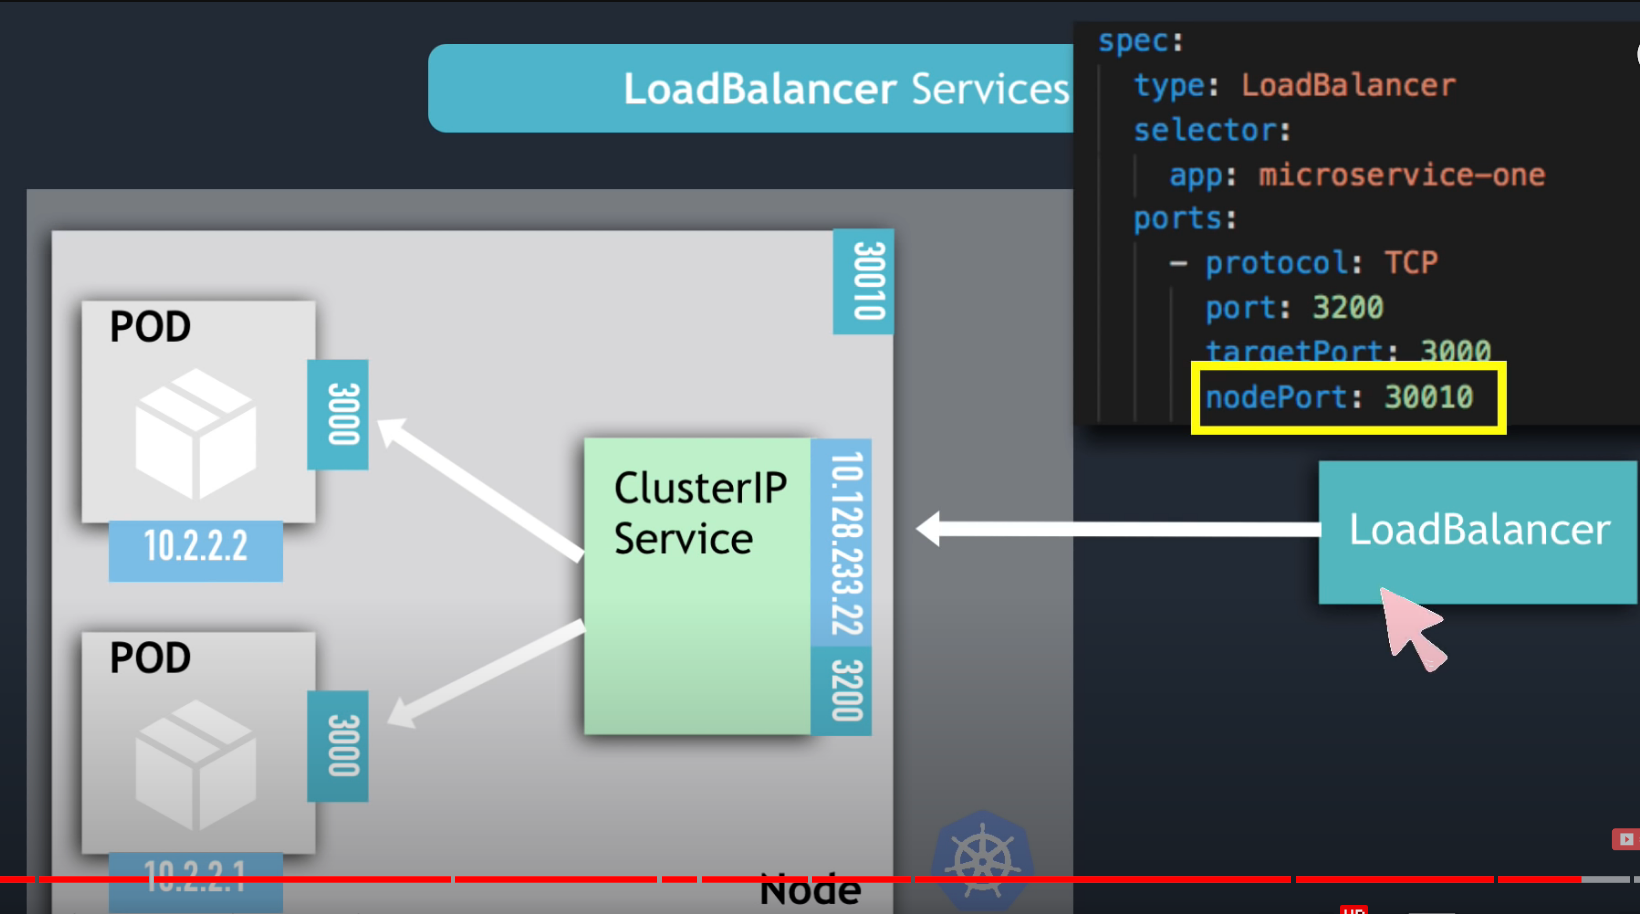 LoadBalancer Services
spec:
type: LoadBalancer
selector:
app: microservice-one
ports:
- protocol: TCP
port: 3200
targetPort: 3000
nodePort: 30010
30010
POD
3000
10.2.2.2
ClusterIP
Service
10.128.233.22
3200
LoadBalancer
POD
3000
10.2.2.1
Node